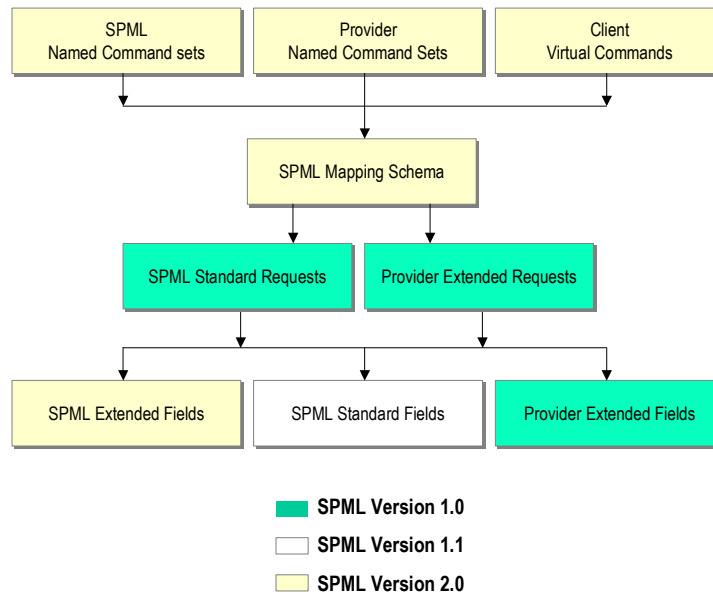 SPML
Named Command sets
Provider
Named Command Sets
Client
Virtual Commands
SPML Mapping Schema
SPML Standard Requests
Provider Extended Requests
SPML Extended Fields
SPML Standard Fields
Provider Extended Fields
SPML Version 1.0
SPML Version 1.1
SPML Version 2.0